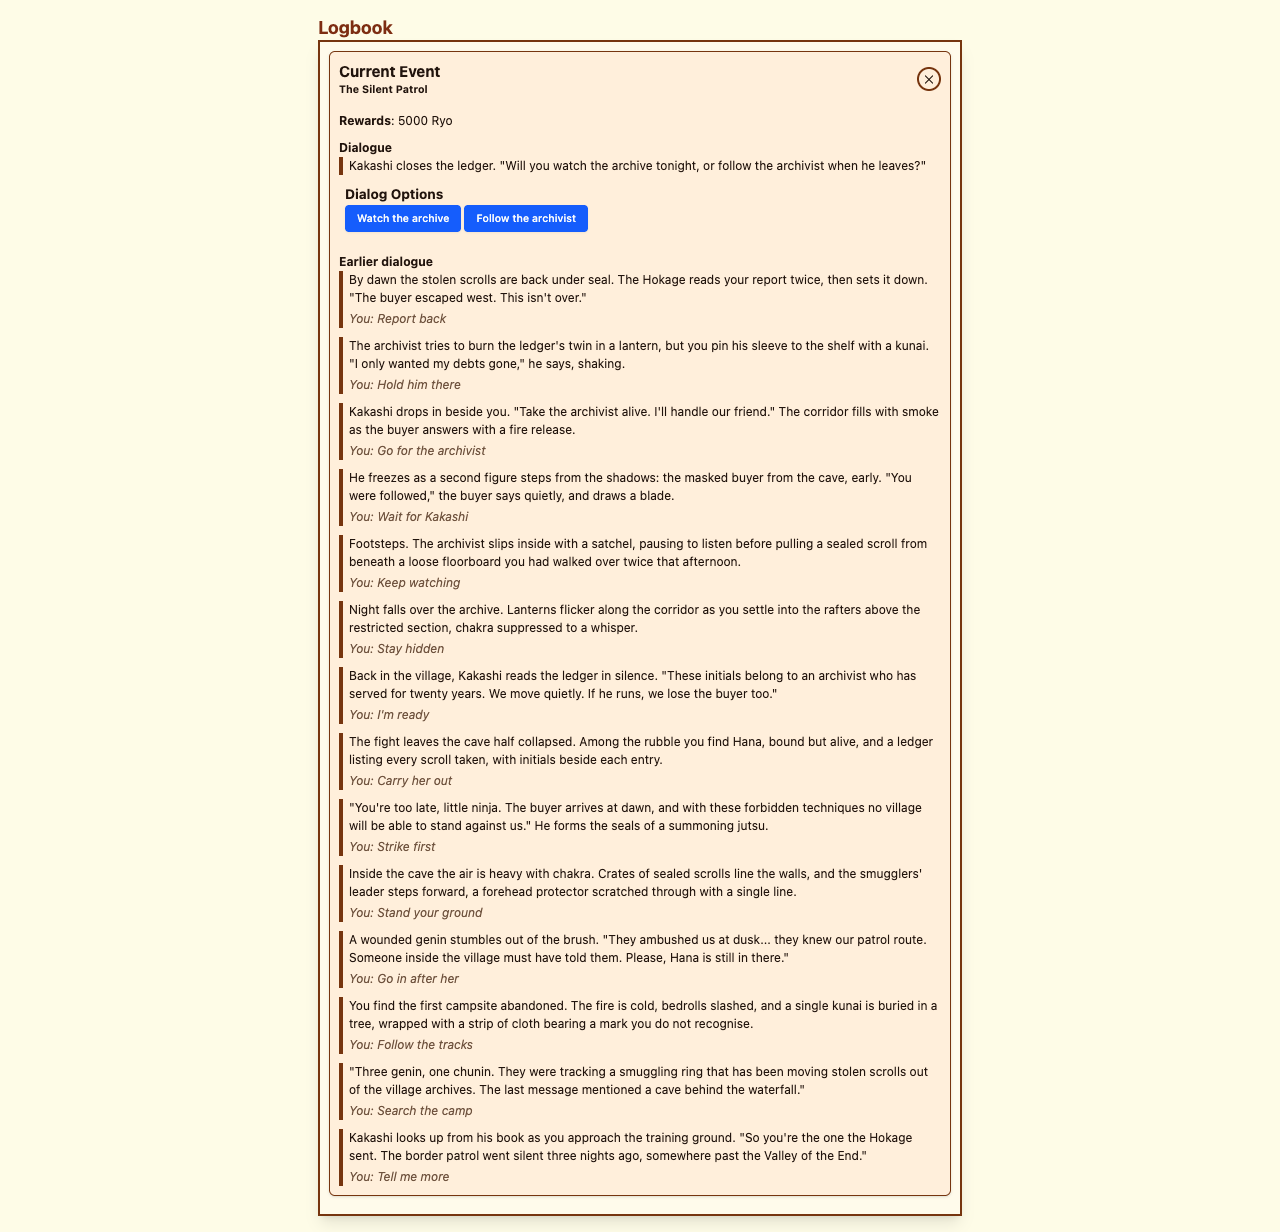 Logbook
Current Event
The Silent Patrol
Rewards: 5000 Ryo
Dialogue
Kakashi closes the ledger. "Will you watch the archive tonight, or follow the archivist when he leaves?"
Dialog Options
Watch the archive
Follow the archivist
Earlier dialogue
By dawn the stolen scrolls are back under seal. The Hokage reads your report twice, then sets it down.
"The buyer escaped west. This isn't over."
You: Report back
The archivist tries to burn the ledger's twin in a lantern, but you pin his sleeve to the shelf with a kunai.
"I only wanted my debts gone," he says, shaking.
You: Hold him there
Kakashi drops in beside you. "Take the archivist alive. I'll handle our friend." The corridor fills with smoke
as the buyer answers with a fire release.
You: Go for the archivist
He freezes as a second figure steps from the shadows: the masked buyer from the cave, early. "You
were followed," the buyer says quietly, and draws a blade.
You: Wait for Kakashi
Footsteps. The archivist slips inside with a satchel, pausing to listen before pulling a sealed scroll from
beneath a loose floorboard you had walked over twice that afternoon.
You: Keep watching
Night falls over the archive. Lanterns flicker along the corridor as you settle into the rafters above the
restricted section, chakra suppressed to a whisper.
You: Stay hidden
Back in the village, Kakashi reads the ledger in silence. "These initials belong to an archivist who has
served for twenty years. We move quietly. If he runs, we lose the buyer too."
You: I'm ready
The fight leaves the cave half collapsed. Among the rubble you find Hana, bound but alive, and a ledger
listing every scroll taken, with initials beside each entry.
You: Carry her out
"You're too late, little ninja. The buyer arrives at dawn, and with these forbidden techniques no village
will be able to stand against us." He forms the seals of a summoning jutsu.
You: Strike first
Inside the cave the air is heavy with chakra. Crates of sealed scrolls line the walls, and the smugglers'
leader steps forward, a forehead protector scratched through with a single line.
You: Stand your ground
A wounded genin stumbles out of the brush. "They ambushed us at dusk... they knew our patrol route.
Someone inside the village must have told them. Please, Hana is still in there."
You: Go in after her
You find the first campsite abandoned. The fire is cold, bedrolls slashed, and a single kunai is buried in a
tree, wrapped with a strip of cloth bearing a mark you do not recognise.
You: Follow the tracks
"Three genin, one chunin. They were tracking a smuggling ring that has been moving stolen scrolls out
of the village archives. The last message mentioned a cave behind the waterfall."
You: Search the camp
Kakashi looks up from his book as you approach the training ground. "So you're the one the Hokage
sent. The border patrol went silent three nights ago, somewhere past the Valley of the End."
You: Tell me more